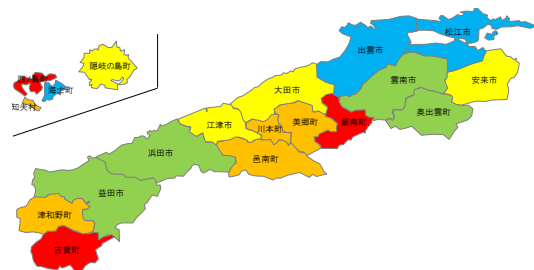 松江市
出雲市
隠岐の島町
西ノ島町
海士町
知夫村
安来市
雲南市
大田市
奥出雲町
飯南町
美郷町
川本町
江津市
邑南町
浜田市
益田市
津和野町
吉賀町